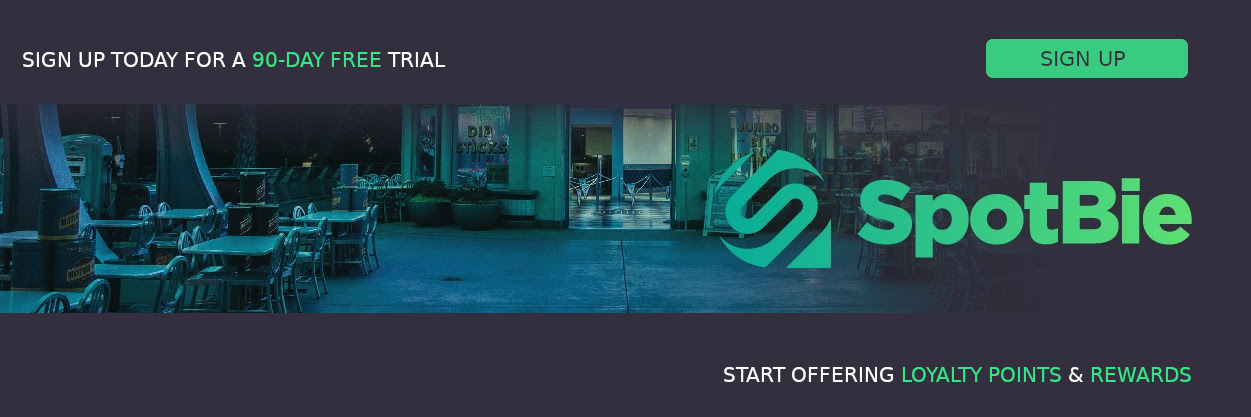 SIGN UP TODAY FOR A 90-DAY FREE TRIAL
SIGN UP
DIP
STICKS
JUMBO
SpotBie
START OFFERING LOYALTY POINTS & REWARDS